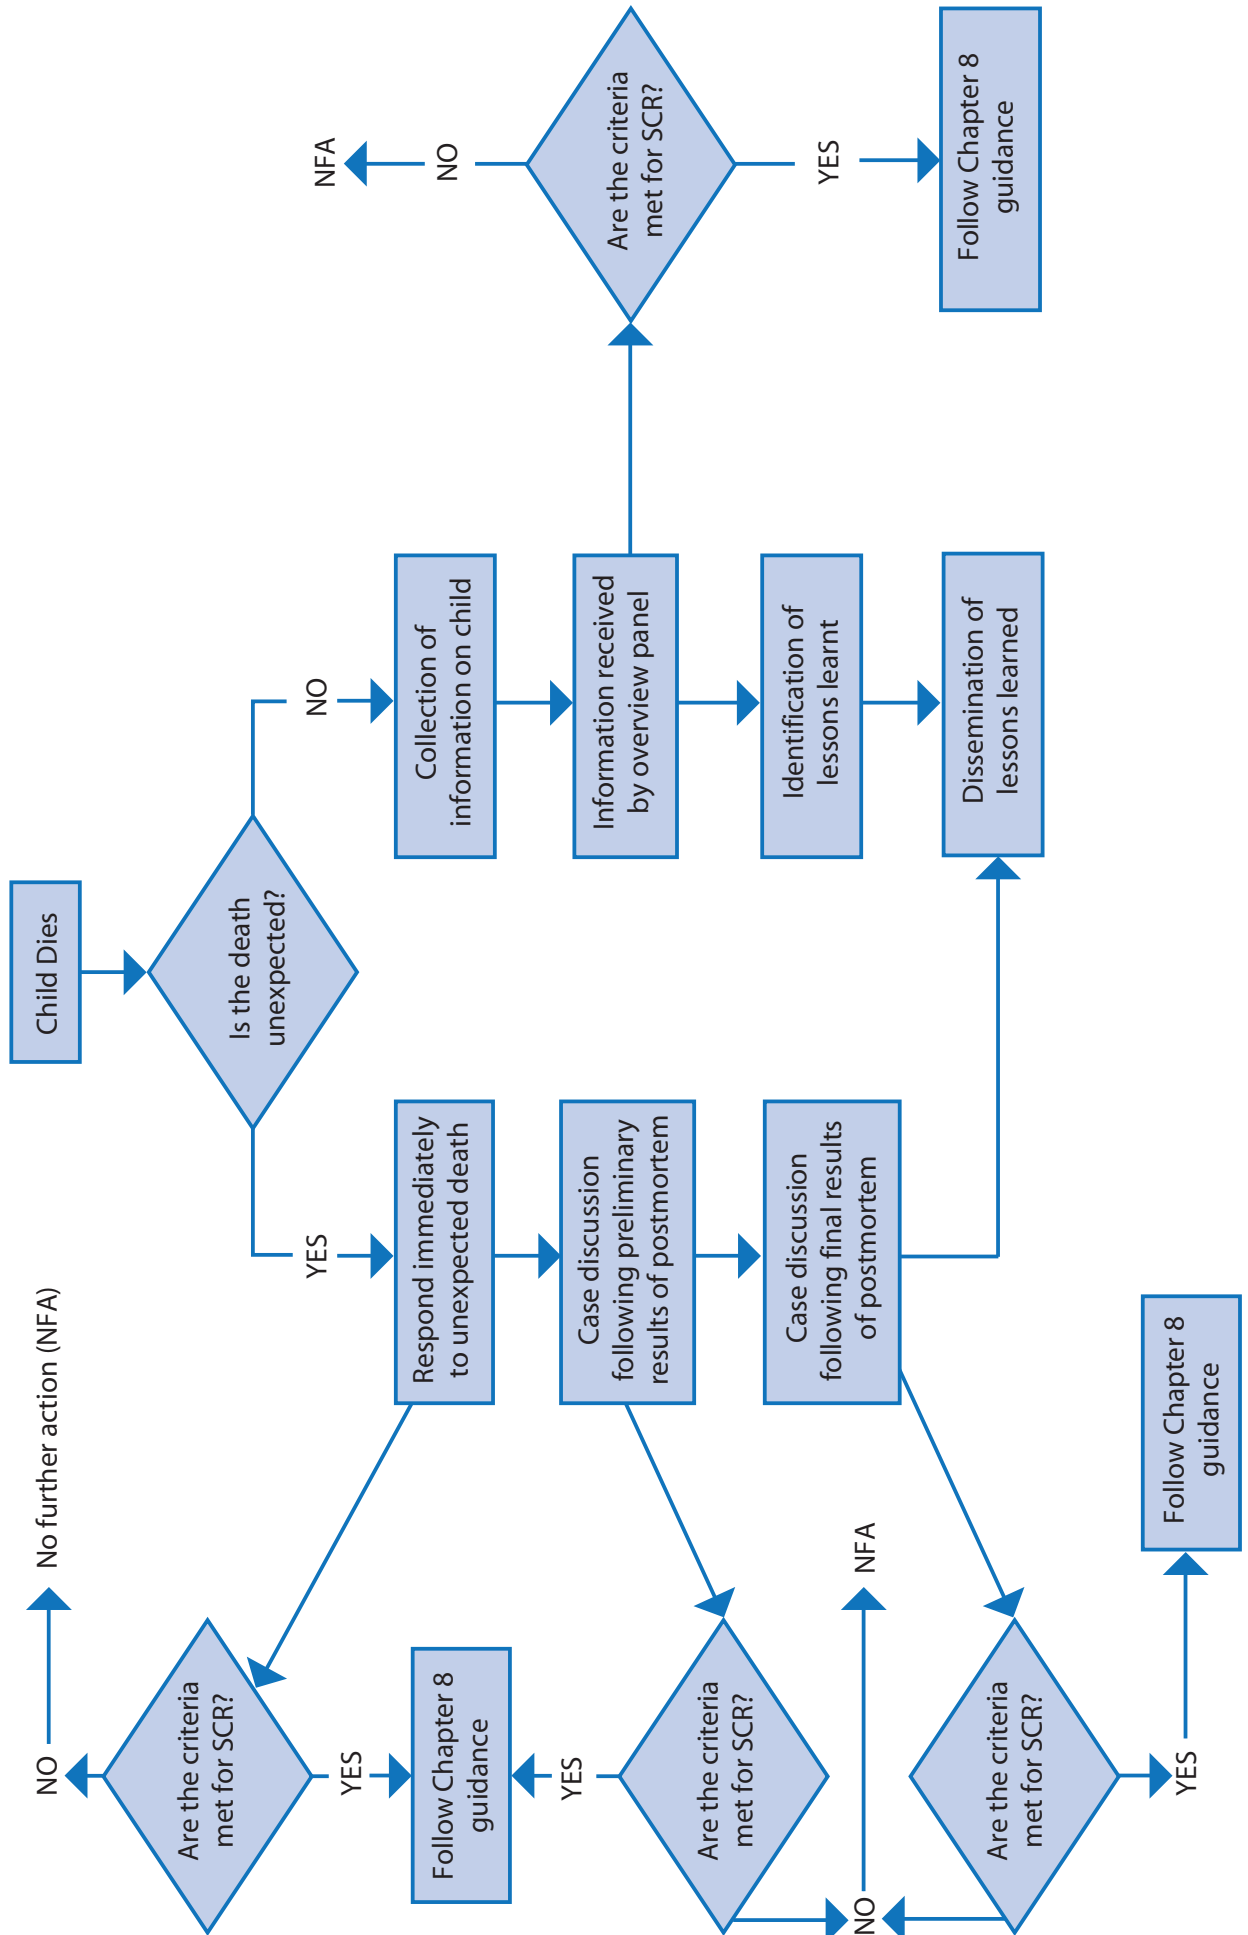 Child Dies
Is the death
unexpected?
YES
NO
Respond immediately
to unexpected death
Case discussion
following preliminary
results of postmortem
Case discussion
following final results
of postmortem
Collection of
information on child
Information received
by overview panel
Identification of
lessons learnt
Dissemination of
lessons learned
Are the criteria
met for SCR?
NO
No further action (NFA)
YES
Follow Chapter 8
guidance
YES
Are the criteria
met for SCR?
NO
NFA
Are the criteria
met for SCR?
YES
Follow Chapter 8
guidance
Are the criteria
met for SCR?
NO
NFA
YES
Follow Chapter 8
guidance